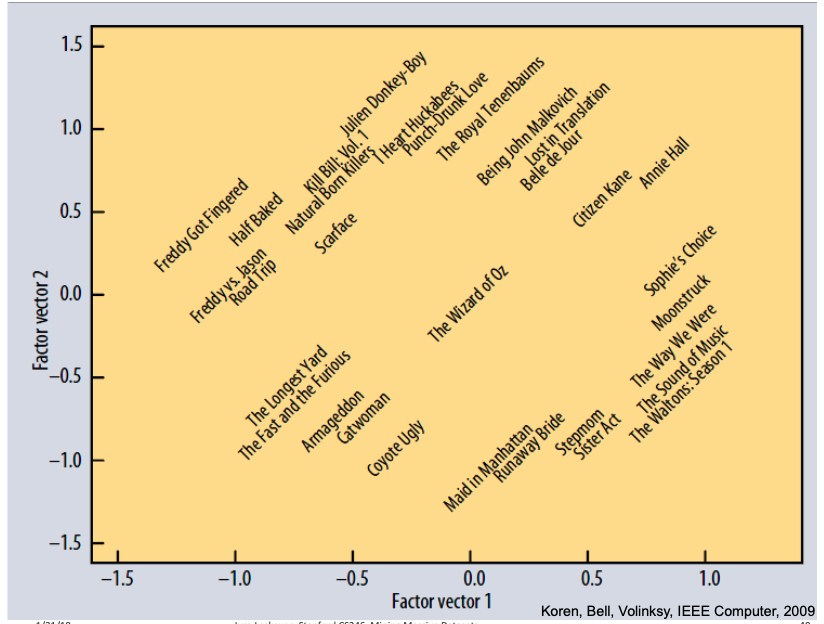 1.5
1.0
0.5
0.0
−0.5
−1.0
−1.5
Factor vector 2
Julien Donkey-Boy
I Heart Huckabees
Punch-Drunk Love
The Royal Tenenbaums
Kill Bill: Vol. 1
Natural Born Killers
Being John Malkovich
Lost in Translation
Belle de Jour
Annie Hall
Citizen Kane
Freddy Got Fingered
Half Baked
Scarface
Freddy vs. Jason
Road Trip
Sophie's Choice
Moonstruck
The Wizard of Oz
The Way We Were
The Sound of Music
The Waltons: Season 1
The Longest Yard
The Fast and the Furious
Armageddon
Catwoman
Coyote Ugly
Maid in Manhattan
Runaway Bride
Stepmom
Sister Act
−1.5 −1.0 −0.5 0.0 0.5 1.0
Factor vector 1
Koren, Bell, Volinksy, IEEE Computer, 2009